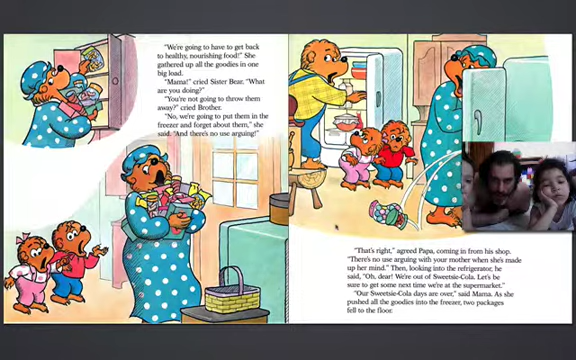 "We're going to have to get back
to healthy, nourishing food!" She
gathered up all the goodies in one
big load.
"Mama!" cried Sister Bear. "What
are you doing?"
"You're not going to throw them
away?" cried Brother.
"No, we're going to put them in the
freezer and forget about them," she
said. "And there's no use arguing!"
"That's right," agreed Papa, coming in from his shop.
"There's no use arguing with your mother when she's made
up her mind." Then, looking into the refrigerator, he
said, "Oh, dear! We're out of Sweetsie-Cola. Let's be
sure to get some next time we're at the supermarket."
"Our Sweetsie-Cola days are over," said Mama. As she
pushed all the goodies into the freezer, two packages
fell to the floor.